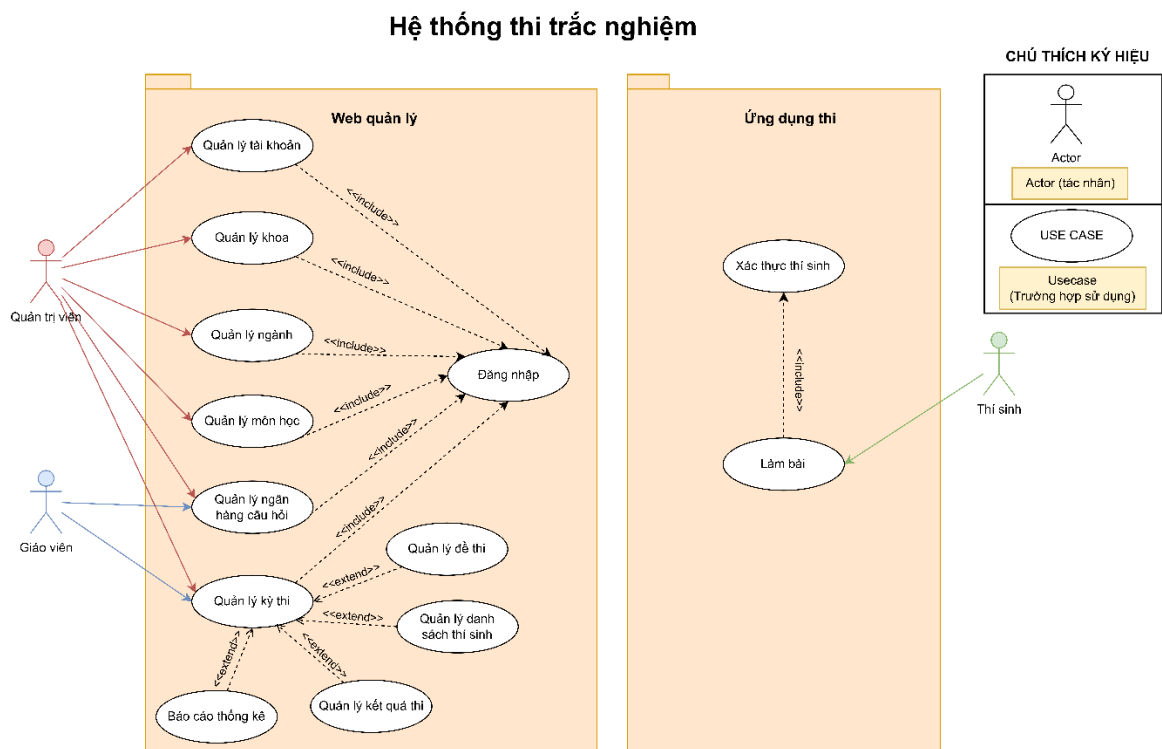 Hệ thống thi trắc nghiệm
CHÚ THÍCH KÝ HIỆU
Actor
Actor (tác nhân)
USE CASE
Usecase
(Trường hợp sử dụng)
Web quản lý
Quản lý tài khoản
<<include>>
Quản lý khoa
<<include>>
Quản trị viên
Quản lý ngành
<<include>>
Đăng nhập
Quản lý môn học
<<include>>
<<include>>
Quản lý ngân
hàng câu hỏi
<<include>>
Giáo viên
Quản lý đề thi
<<extend>>
Quản lý kỳ thi
<<extend>>
Quản lý danh
sách thí sinh
<<extend>>
<<extend>>
Báo cáo thống kê
Quản lý kết quả thi
Ứng dụng thi
Xác thực thí sinh
<<include>>
Làm bài
Thí sinh